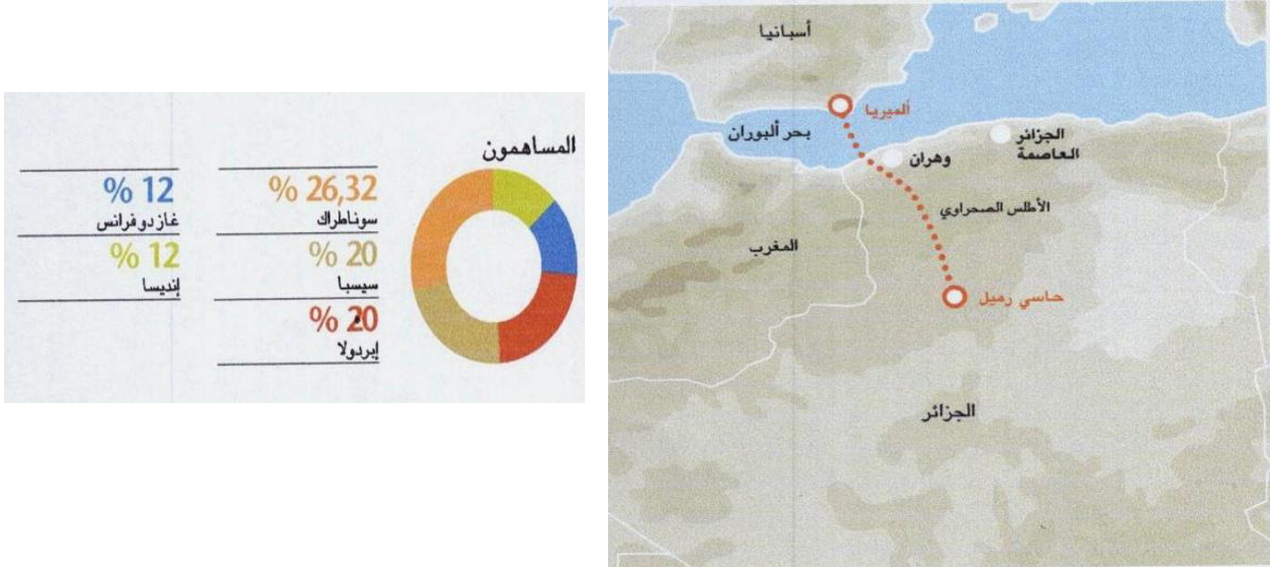 المساهمون
% 26,32
سوناطراك
% 20
سيسبا
% 20
إبردولا
% 12
غاز دو فرانس
% 12
إنديسا
أسبانيا
ألميريا
بحر ألبوران
وهران
الجزائر
العاصمة
الأطلس الصحراوي
المغرب
حاسي رميل
الجزائر